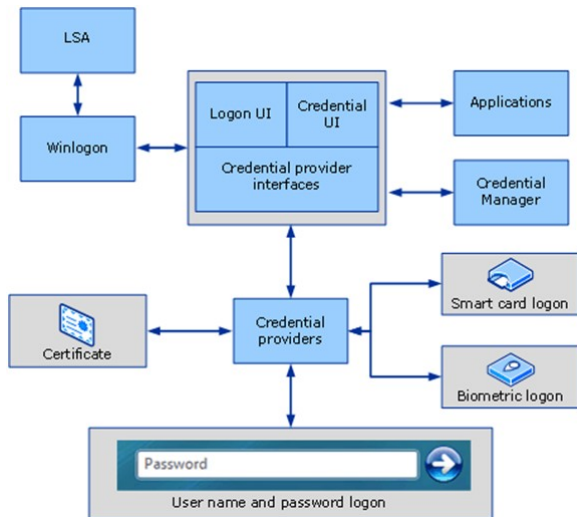 LSA
Winlogon
Logon UI
Credential
UI
Credential provider
interfaces
Applications
Credential
Manager
Certificate
Credential
providers
Smart card logon
Biometric logon
Password
User name and password logon